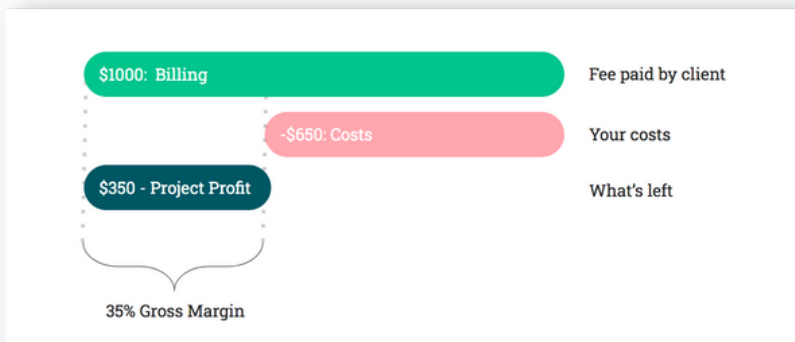 $1000: Billing
Fee paid by client
-$650: Costs
Your costs
$350 - Project Profit
What's left
35% Gross Margin